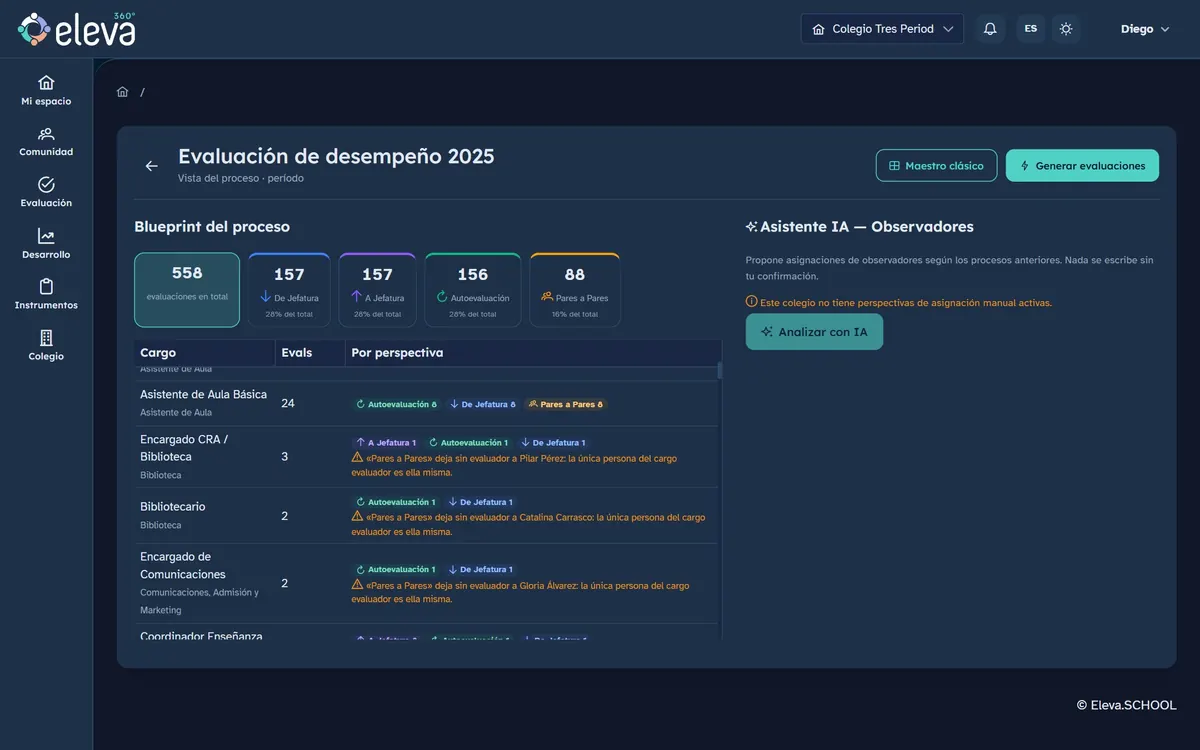 eleva 360°
Colegio Tres Period
ES
Diego
Mi espacio
Comunidad
Evaluación
Desarrollo
Instrumentos
Colegio
/
Evaluación de desempeño 2025
Vista del proceso · período
Maestro clásico
Generar evaluaciones
Blueprint del proceso
558
evaluaciones en total
157
De Jefatura
28% del total
157
A Jefatura
28% del total
156
Autoevaluación
28% del total
88
Pares a Pares
16% del total
Cargo Evals Por perspectiva
Asistente de Aula
Asistente de Aula Básica
Asistente de Aula
24
Autoevaluación 8 De Jefatura 8 Pares a Pares 8
Encargado CRA /
Biblioteca
Biblioteca
3
A Jefatura 1 Autoevaluación 1 De Jefatura 1
«Pares a Pares» deja sin evaluador a Pilar Pérez: la única persona del cargo
evaluador es ella misma.
Bibliotecario
Biblioteca
2
Autoevaluación 1 De Jefatura 1
«Pares a Pares» deja sin evaluador a Catalina Carrasco: la única persona del cargo
evaluador es ella misma.
Encargado de
Comunicaciones
Comunicaciones, Admisión y
Marketing
2
Autoevaluación 1 De Jefatura 1
«Pares a Pares» deja sin evaluador a Gloria Álvarez: la única persona del cargo
evaluador es ella misma.
Coordinador Enseñanza
Asistente IA — Observadores
Propone asignaciones de observadores según los procesos anteriores. Nada se escribe sin
tu confirmación.
Este colegio no tiene perspectivas de asignación manual activas.
Analizar con IA
© Eleva.SCHOOL